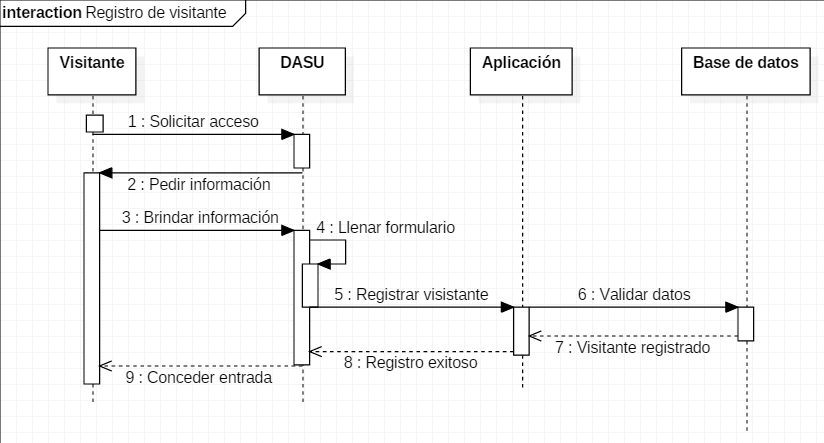 interaction Registro de visitante
Visitante
DASU
Aplicación
Base de datos
1 : Solicitar acceso
2 : Pedir información
3 : Brindar información
4 : Llenar formulario
5 : Registrar visistante
6 : Validar datos
7 : Visitante registrado
8 : Registro exitoso
9 : Conceder entrada